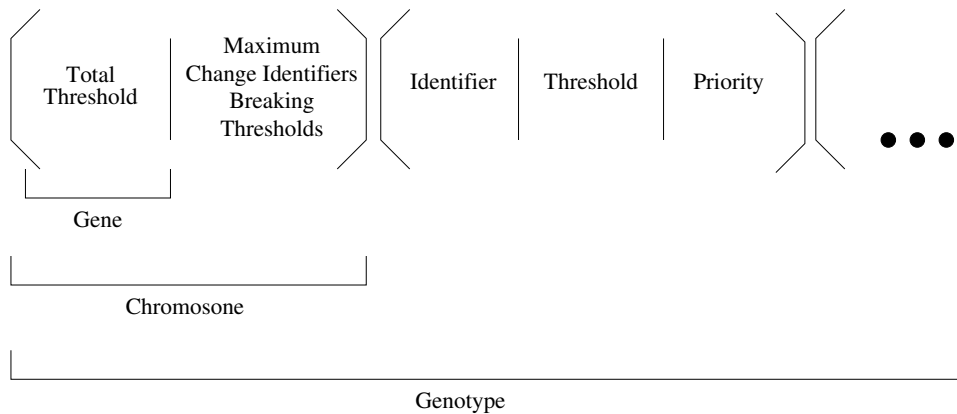 Total
Threshold
Maximum
Change Identifiers
Breaking
Thresholds
Identifier
Threshold
Priority
Gene
Chromosone
Genotype